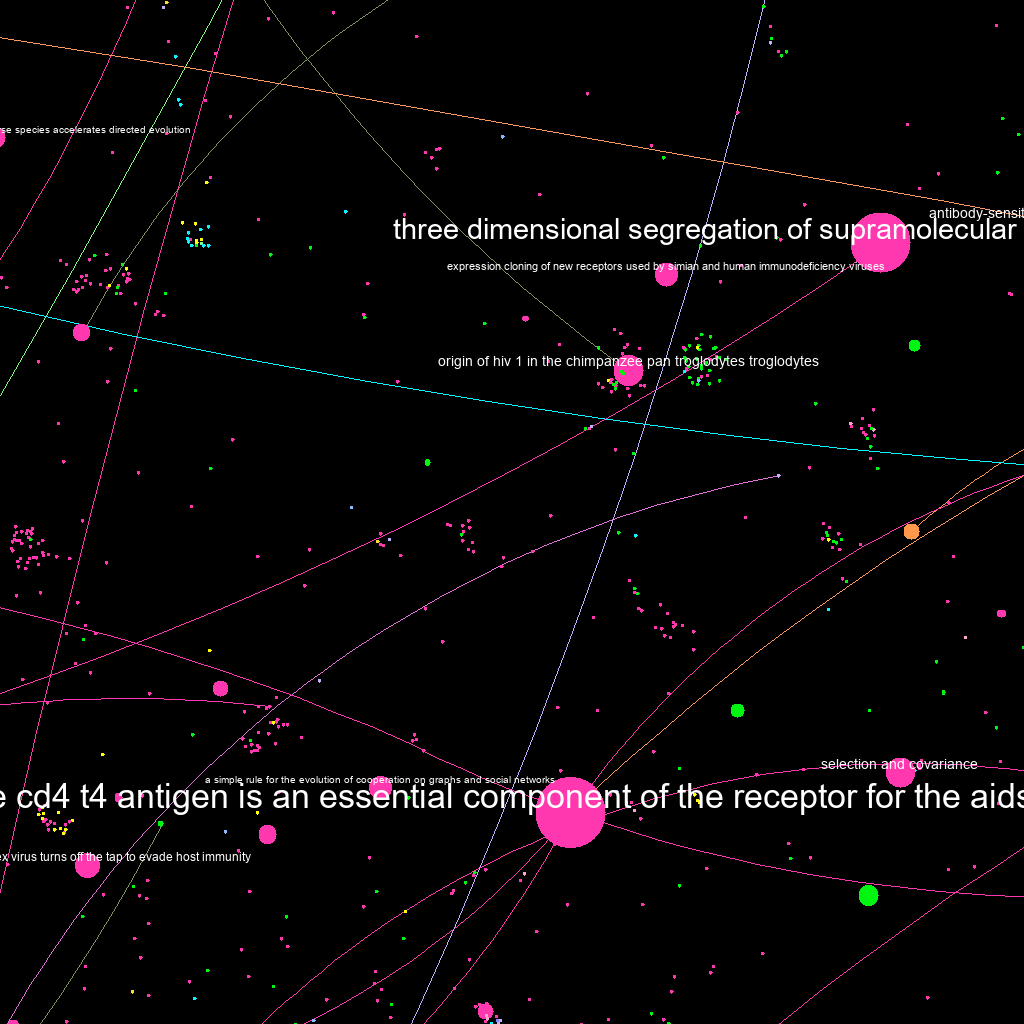 se species accelerates directed evolution
antibody-sensit
three dimensional segregation of supramolecular
expression cloning of new receptors used by simian and human immunodeficiency viruses
origin of hiv 1 in the chimpanzee pan troglodytes troglodytes
selection and covariance
a simple rule for the evolution of cooperation on graphs and social networks
e cd4 t4 antigen is an essential component of the receptor for the aids
ex virus turns off the tap to evade host immunity